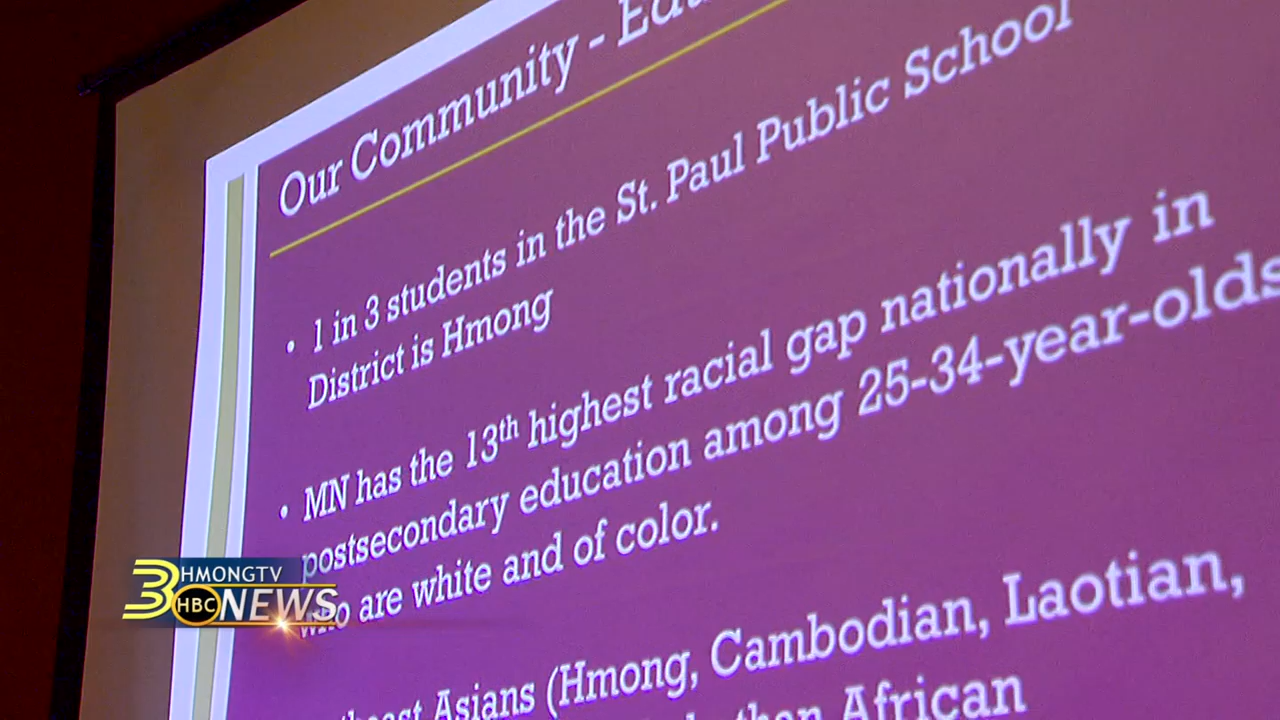 Our Community -
1 in 3 students in the St. Paul Public School
District is Hmong
MN has the 13th highest racial gap nationally in
postsecondary education among 25-34-year-olds
who are white and of color.
Asians (Hmong, Cambodian, Laotian,
than African
3 HMONGTV
HBC NEWS